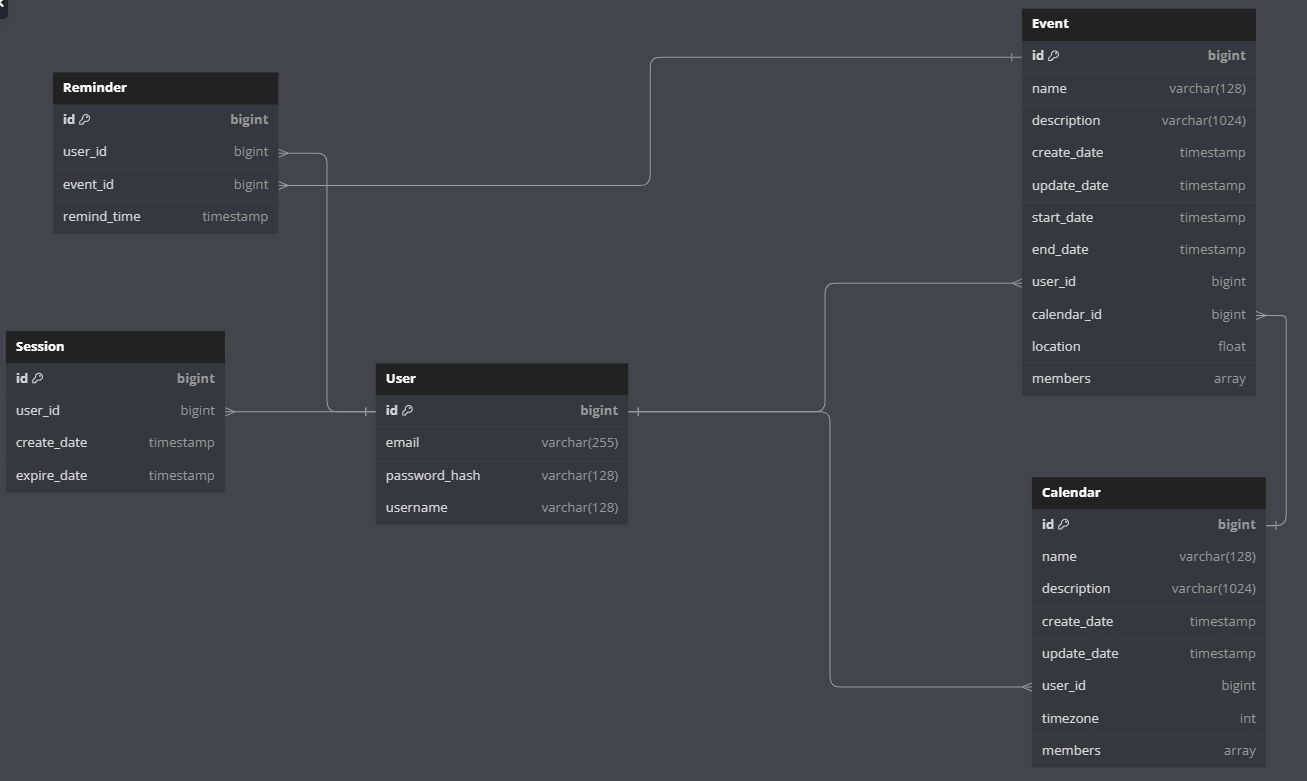 Reminder
id bigint
user_id bigint
event_id bigint
remind_time timestamp
Session
id bigint
user_id bigint
create_date timestamp
expire_date timestamp
User
id bigint
email varchar(255)
password_hash varchar(128)
username varchar(128)
Event
id bigint
name varchar(128)
description varchar(1024)
create_date timestamp
update_date timestamp
start_date timestamp
end_date timestamp
user_id bigint
calendar_id bigint
location float
members array
Calendar
id bigint
name varchar(128)
description varchar(1024)
create_date timestamp
update_date timestamp
user_id bigint
timezone int
members array